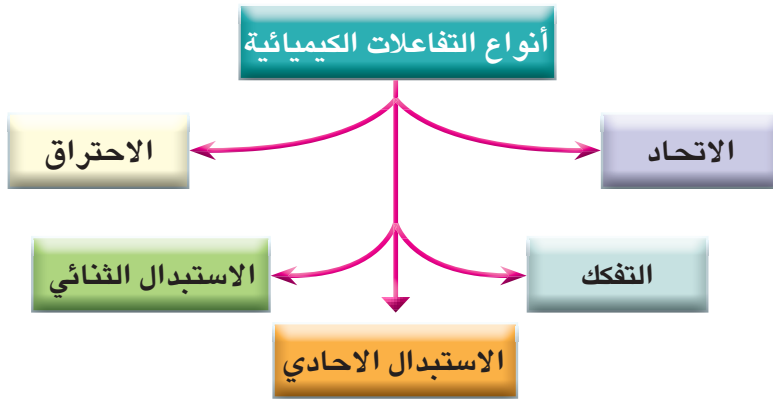 أنواع التفاعلات الكيميائية
الاتحاد
الاحتراق
التفكك
الاستبدال الثنائي
الاستبدال الاحادي